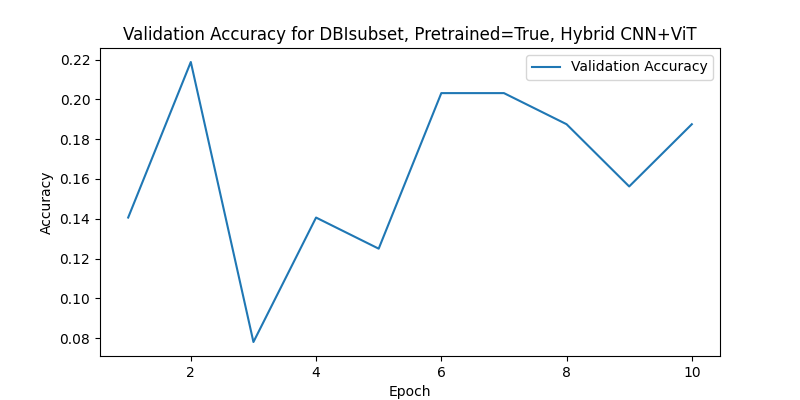 Validation Accuracy for DBIsubset, Pretrained=True, Hybrid CNN+ViT
Validation Accuracy
0.22
0.20
0.18
0.16
0.14
0.12
0.10
0.08
Accuracy
2 4 6 8 10
Epoch